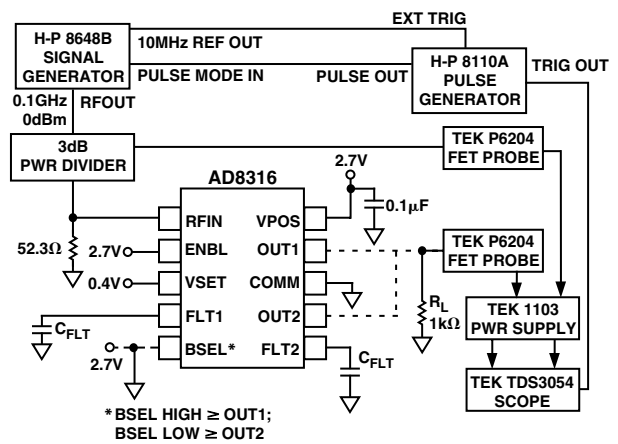 EXT TRIG
H-P 8648B
SIGNAL
GENERATOR
10MHz REF OUT
PULSE MODE IN
PULSE OUT
H-P 8110A
PULSE
GENERATOR
TRIG OUT
0.1GHz
0dBm
RFOUT
3dB
PWR DIVIDER
TEK P6204
FET PROBE
2.7V
AD8316
0.1μF
RFIN
VPOS
52.3Ω
2.7V
ENBL
OUT1
TEK P6204
FET PROBE
0.4V
VSET
COMM
RL
1kΩ
TEK 1103
PWR SUPPLY
FLT1
OUT2
CFLT
BSEL*
FLT2
CFLT
2.7V
TEK TDS3054
SCOPE
*BSEL HIGH ≥ OUT1;
BSEL LOW ≥ OUT2